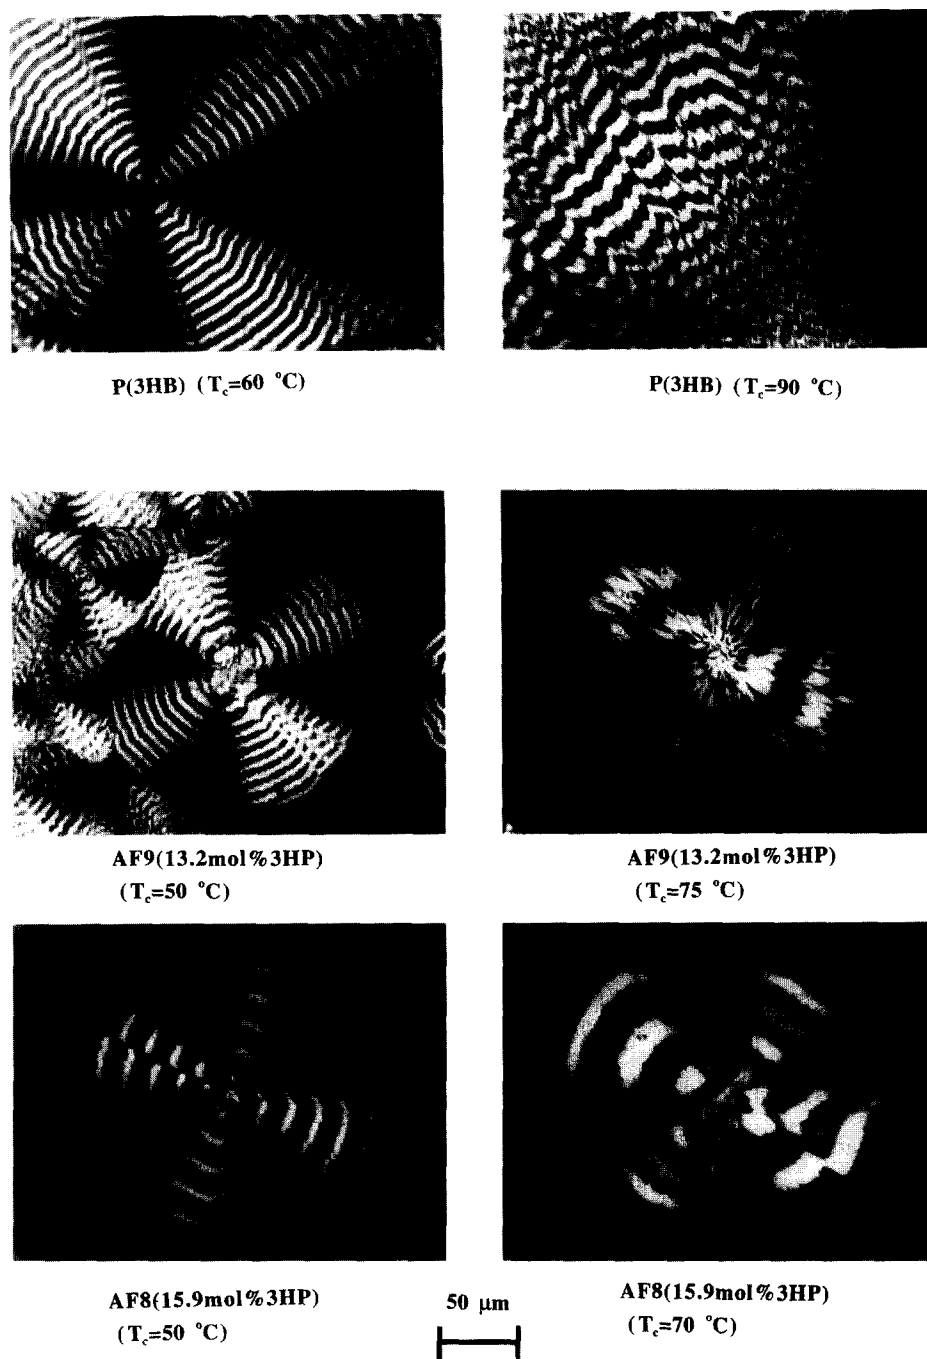 P(3HB) (Tc=60 °C)
P(3HB) (Tc=90 °C)
AF9(13.2mol%3HP)
(Tc=50 °C)
AF9(13.2mol%3HP)
(Tc=75 °C)
AF8(15.9mol%3HP)
(Tc=50 °C)
50 μm
AF8(15.9mol%3HP)
(Tc=70 °C)